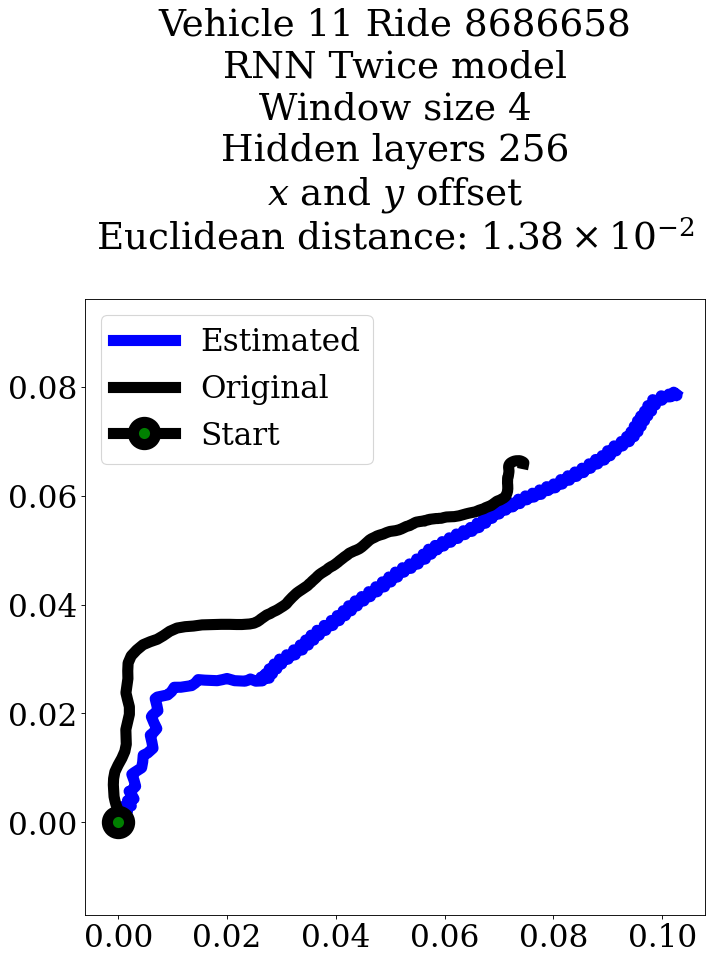 Vehicle 11 Ride 8686658
RNN Twice model
Window size 4
Hidden layers 256
x and y offset
Euclidean distance: 1.38 × 10⁻²
Estimated
Original
Start
0.08
0.06
0.04
0.02
0.00
0.00 0.02 0.04 0.06 0.08 0.10